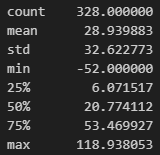 count    328.000000
mean      28.939883
std       32.622773
min      -52.000000
25%        6.071517
50%       20.774112
75%       53.469927
max      118.938053